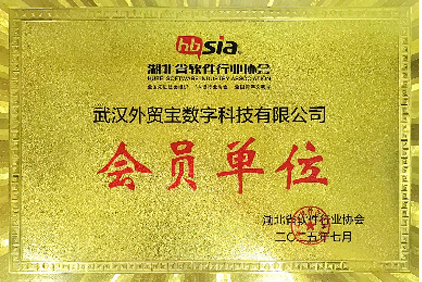 hbsia
湖北省软件行业协会
HUBEI SOFTWARE INDUSTRY ASSOCIATION
武汉外贸宝数字科技有限公司
会员单位
湖北省软件行业协会
二〇二五年七月